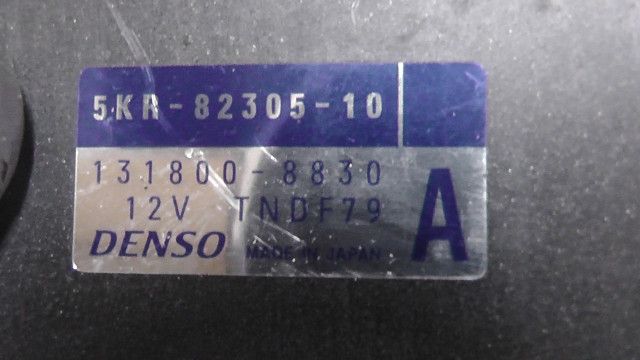 5KR-82305-10
131800-8830
12V TNDF79
DENSO MADE IN JAPAN
A